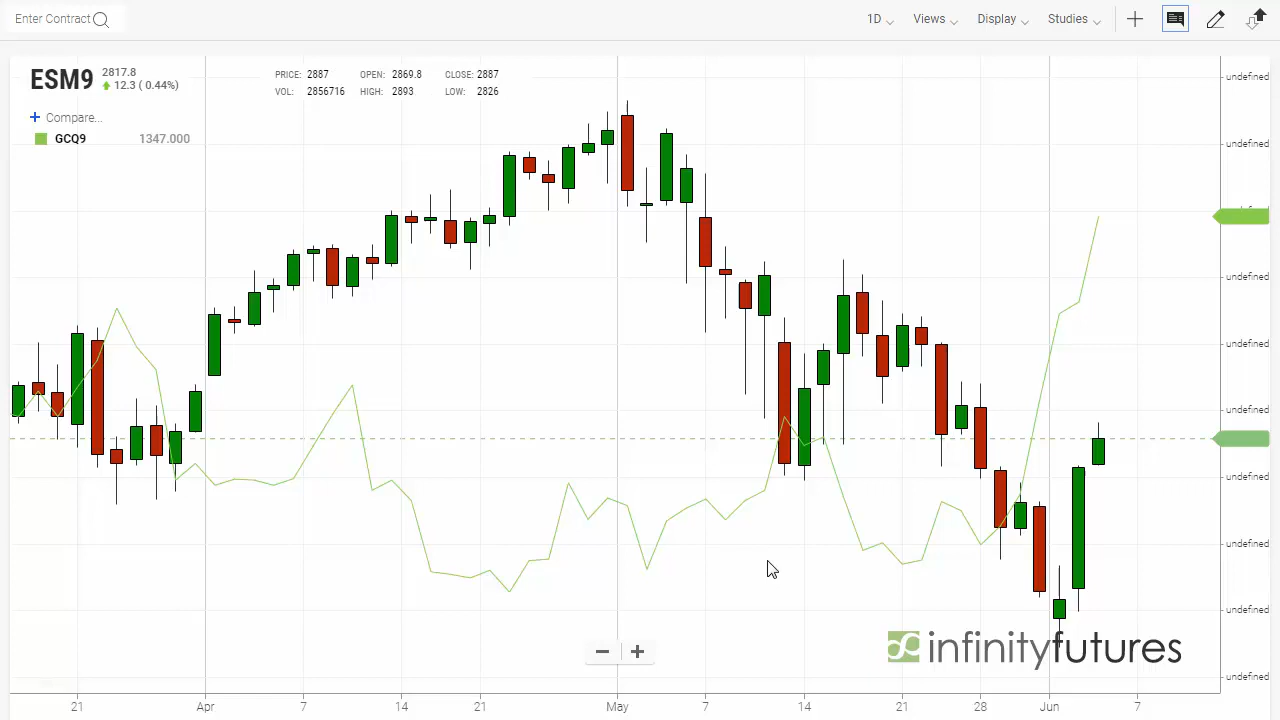 Enter Contract
1D Views Display Studies
ESM9 2817.8
12.3 ( 0.44%)
PRICE: 2887 OPEN: 2869.8 CLOSE: 2887
VOL: 2856716 HIGH: 2893 LOW: 2826
Compare...
GCQ9 1347.000
undefined
undefined
undefined
undefined
undefined
undefined
undefined
undefined
undefined
infinityfutures
undefined
21 Apr 7 14 21 May 7 14 21 28 Jun 7